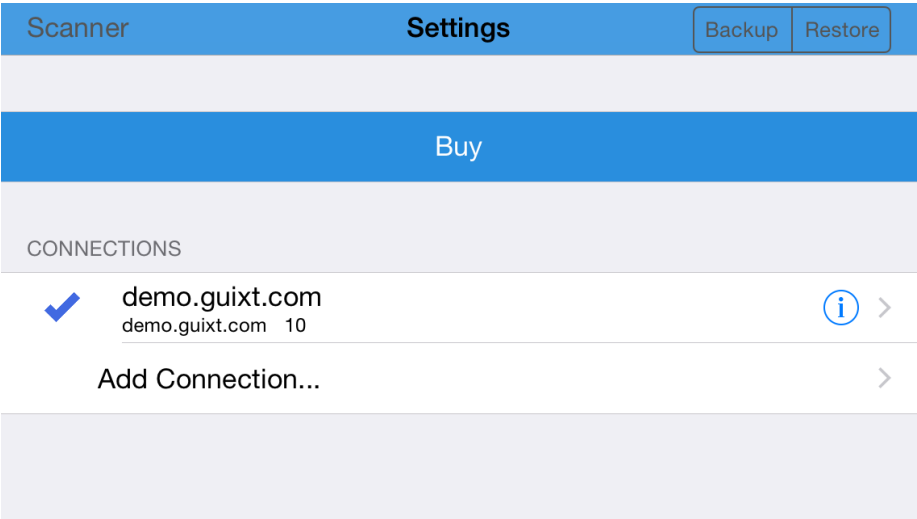 Scanner Settings Backup Restore
Buy
CONNECTIONS
demo.guixt.com
demo.guixt.com 10
Add Connection...